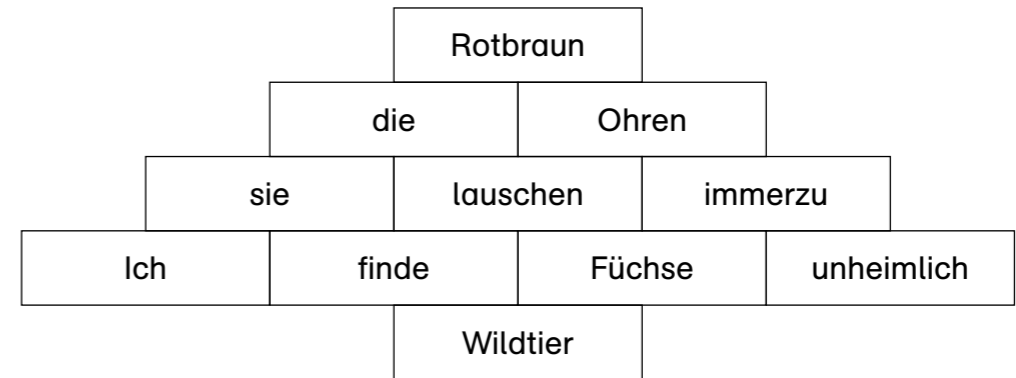 Rotbraun
die Ohren
sie lauschen immerzu
Ich finde Füchse unheimlich
Wildtier